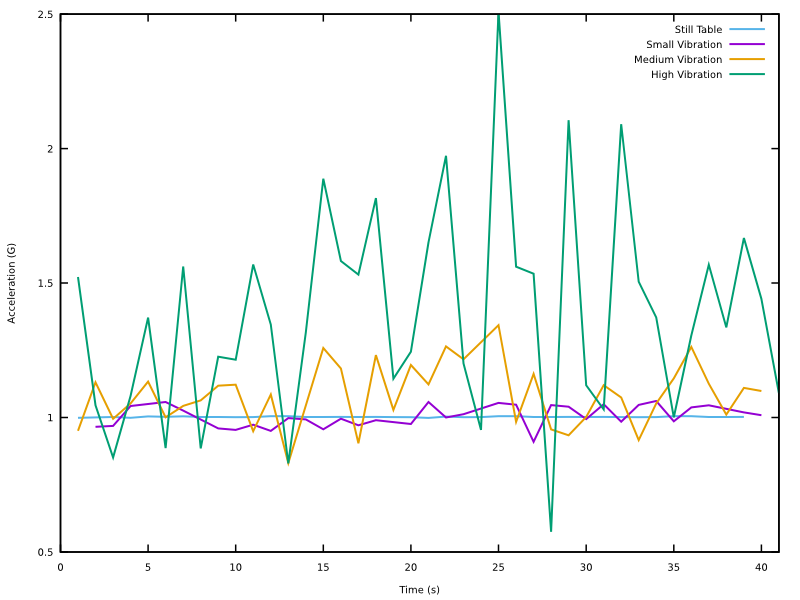 2.5
Still Table
Small Vibration
Medium Vibration
High Vibration
2
1.5
Acceleration (G)
1
0.5
0 5 10 15 20 25 30 35 40
Time (s)